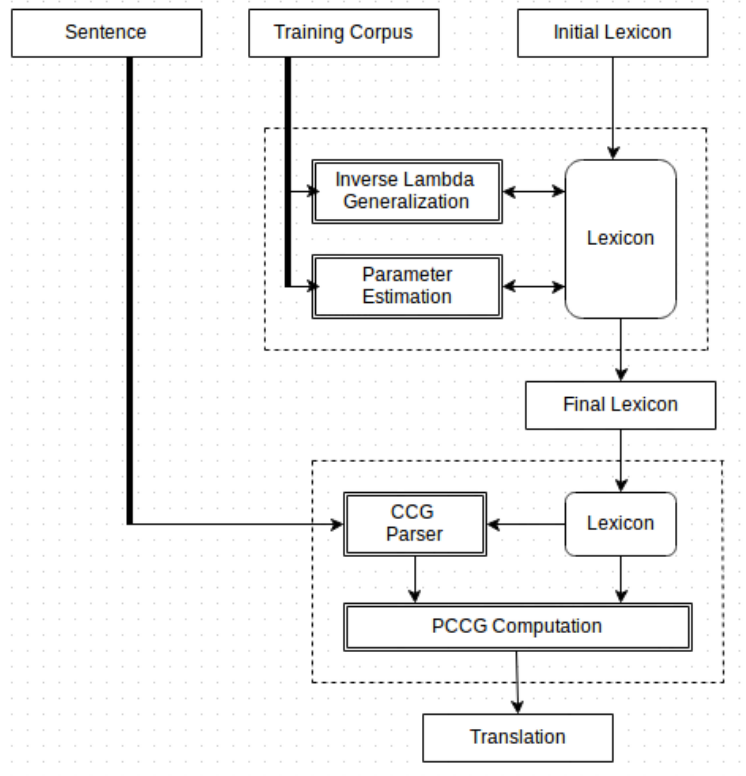 Sentence
Training Corpus
Initial Lexicon
Inverse Lambda
Generalization
Lexicon
Parameter
Estimation
Final Lexicon
CCG
Parser
Lexicon
PCCG Computation
Translation